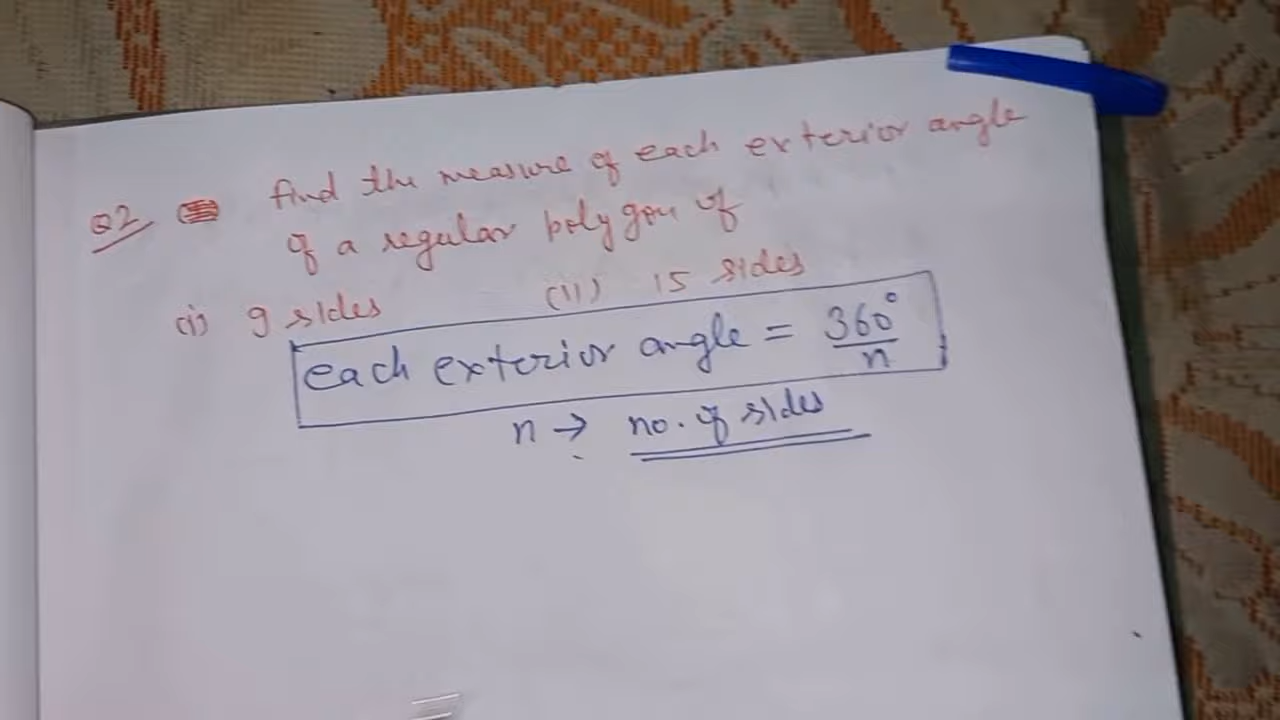 Q2 find the measure of each exterior angle
of a regular polygon of
(i) 9 sides (ii) 15 sides
each exterior angle = 360°/n
n → no. of sides